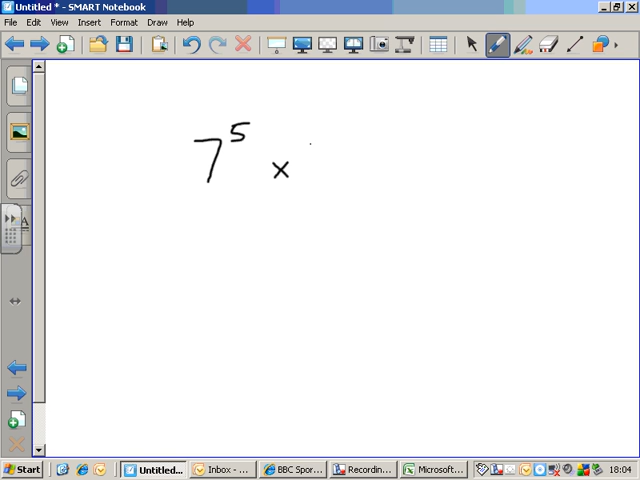 Untitled * - SMART Notebook
File Edit View Insert Format Draw Help
7⁵ ×
A
Start Untitled... Inbox - ... BBC Spor... Recordin... Microsof... 18:04